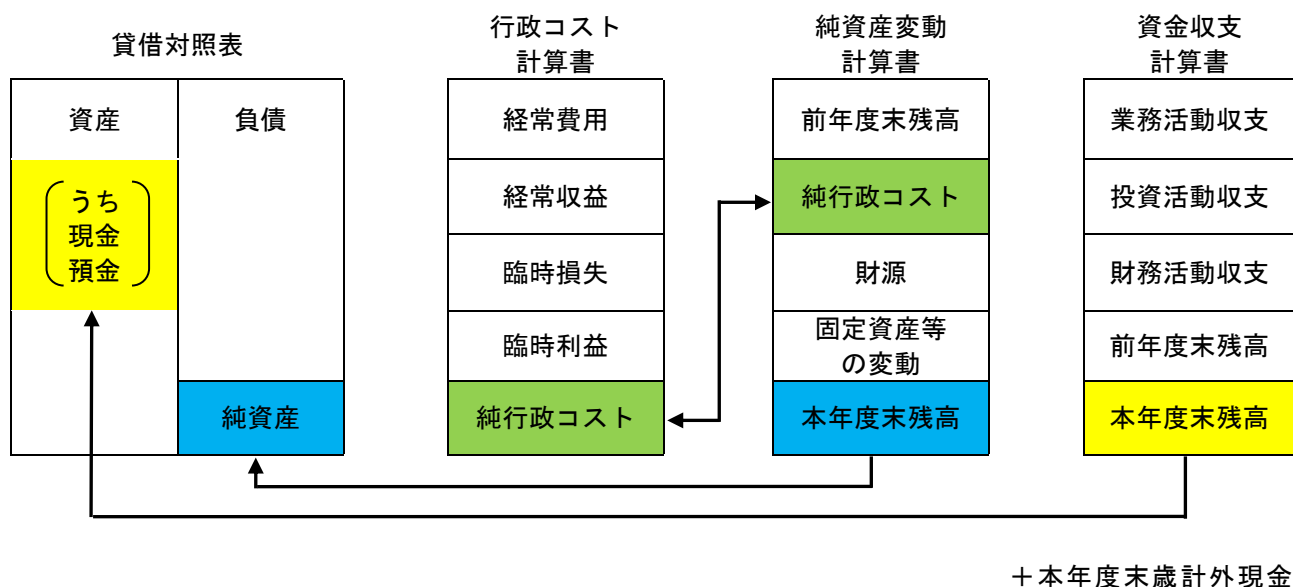 貸借対照表
資産
負債
うち
現金
預金
純資産
行政コスト
計算書
経常費用
経常収益
臨時損失
臨時利益
純行政コスト
純資産変動
計算書
前年度末残高
純行政コスト
財源
固定資産等
の変動
本年度末残高
資金収支
計算書
業務活動収支
投資活動収支
財務活動収支
前年度末残高
本年度末残高
＋本年度末歳計外現金